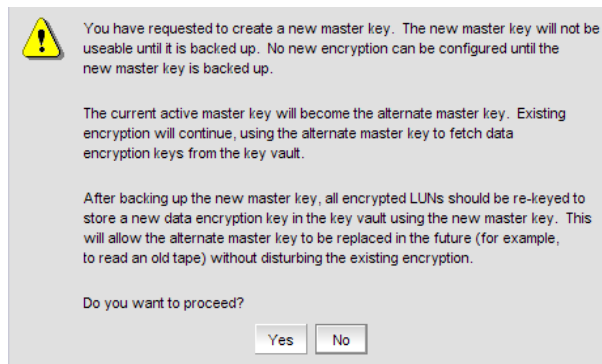 You have requested to create a new master key. The new master key will not be
useable until it is backed up. No new encryption can be configured until the
new master key is backed up.
The current active master key will become the alternate master key. Existing
encryption will continue, using the alternate master key to fetch data
encryption keys from the key vault.
After backing up the new master key, all encrypted LUNs should be re-keyed to
store a new data encryption key in the key vault using the new master key. This
will allow the alternate master key to be replaced in the future (for example,
to read an old tape) without disturbing the existing encryption.
Do you want to proceed?
Yes No